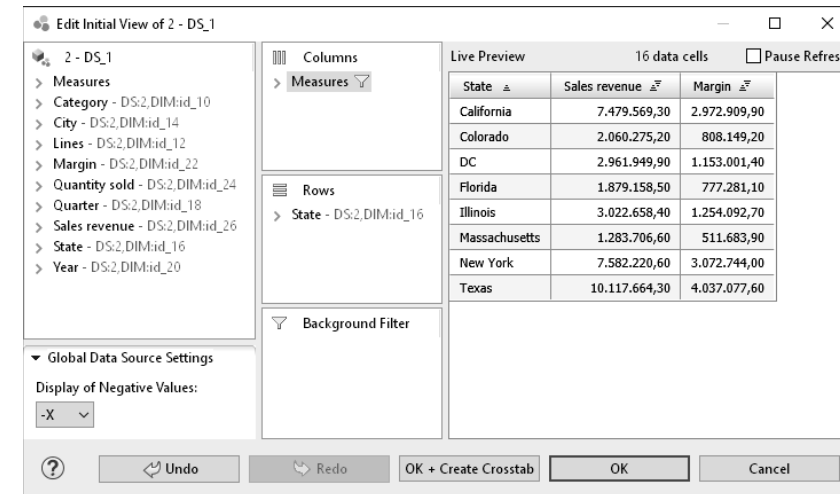 Edit Initial View of 2 - DS_1
2 - DS_1
Measures
Category - DS:2,DIM:id_10
City - DS:2,DIM:id_14
Lines - DS:2,DIM:id_12
Margin - DS:2,DIM:id_22
Quantity sold - DS:2,DIM:id_24
Quarter - DS:2,DIM:id_18
Sales revenue - DS:2,DIM:id_26
State - DS:2,DIM:id_16
Year - DS:2,DIM:id_20
Global Data Source Settings
Display of Negative Values:
-X
Columns
Measures
Rows
State - DS:2,DIM:id_16
Background Filter
Live Preview 16 data cells Pause Refres
State Sales revenue Margin
California 7.479.569,30 2.972.909,90
Colorado 2.060.275,20 808.149,20
DC 2.961.949,90 1.153.001,40
Florida 1.879.158,50 777.281,10
Illinois 3.022.658,40 1.254.092,70
Massachusetts 1.283.706,60 511.683,90
New York 7.582.220,60 3.072.744,00
Texas 10.117.664,30 4.037.077,60
? Undo Redo OK + Create Crosstab OK Cancel